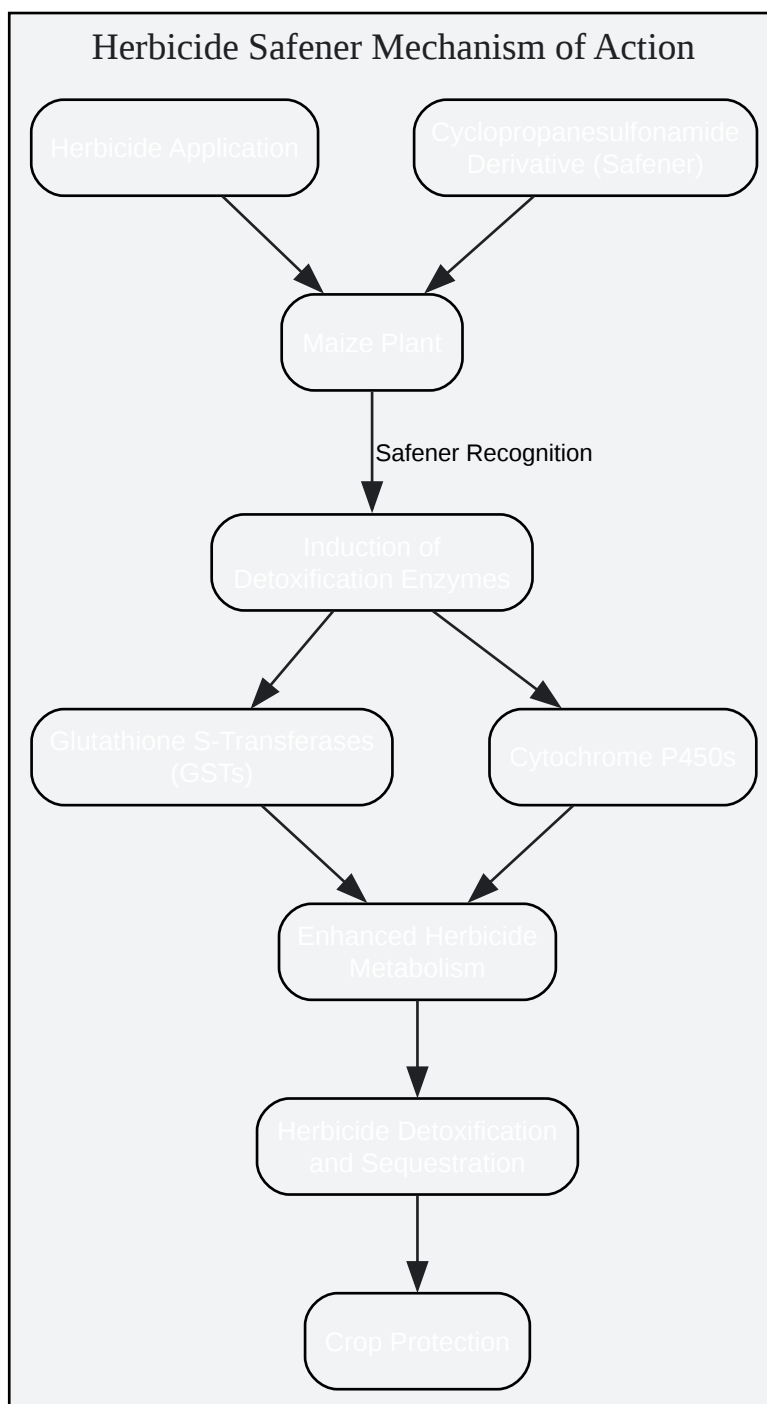 Herbicide Safener Mechanism of Action
Herbicide Application
Cyclopropanesulfonamide
Derivative (Safener)
Maize Plant
Safener Recognition
Induction of
Detoxification Enzymes
Glutathione S-Transferases
(GSTs)
Cytochrome P450s
Enhanced Herbicide
Metabolism
Herbicide Detoxification
and Sequestration
Crop Protection